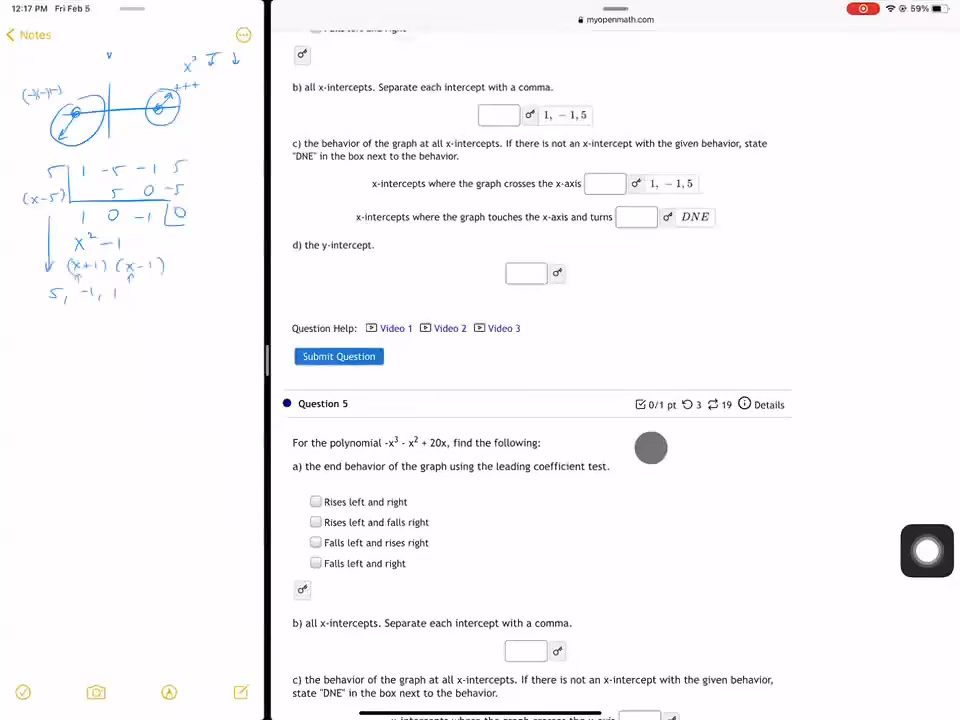 12:17 PM Fri Feb 5
59%
Notes
myopenmath.com
x³
+++
(-)(-)(-)
5 1 -5 -1 5
(x-5) 5 0 -5
1 0 -1 0
x² - 1
(x+1) (x-1)
5, -1, 1
b) all x-intercepts. Separate each intercept with a comma.
1, −1, 5
c) the behavior of the graph at all x-intercepts. If there is not an x-intercept with the given behavior, state
"DNE" in the box next to the behavior.
x-intercepts where the graph crosses the x-axis
1, −1, 5
x-intercepts where the graph touches the x-axis and turns
DNE
d) the y-intercept.
Question Help: Video 1 Video 2 Video 3
Submit Question
Question 5
0/1 pt 3 19 Details
For the polynomial -x³ - x² + 20x, find the following:
a) the end behavior of the graph using the leading coefficient test.
Rises left and right
Rises left and falls right
Falls left and rises right
Falls left and right
b) all x-intercepts. Separate each intercept with a comma.
c) the behavior of the graph at all x-intercepts. If there is not an x-intercept with the given behavior,
state "DNE" in the box next to the behavior.